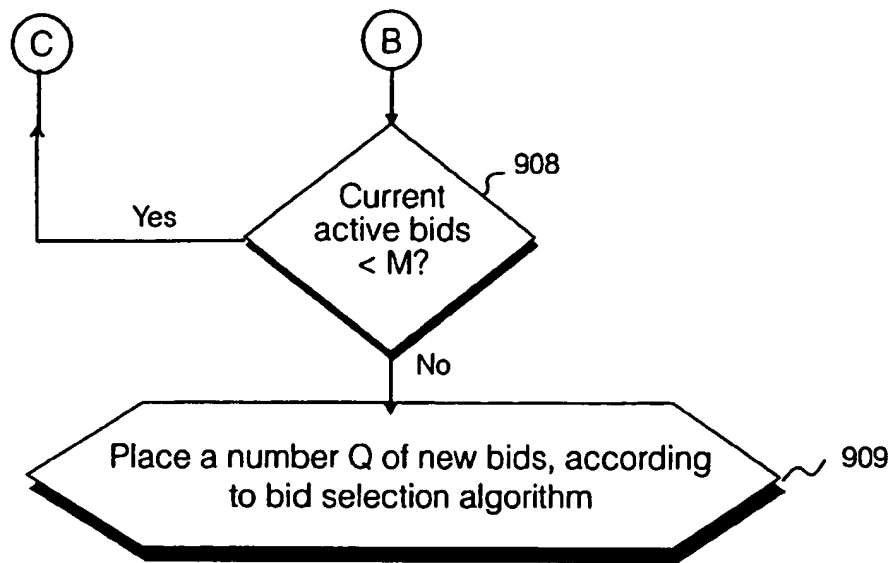 C
B
908
Current
active bids
< M?
Yes
No
Place a number Q of new bids, according
to bid selection algorithm
909